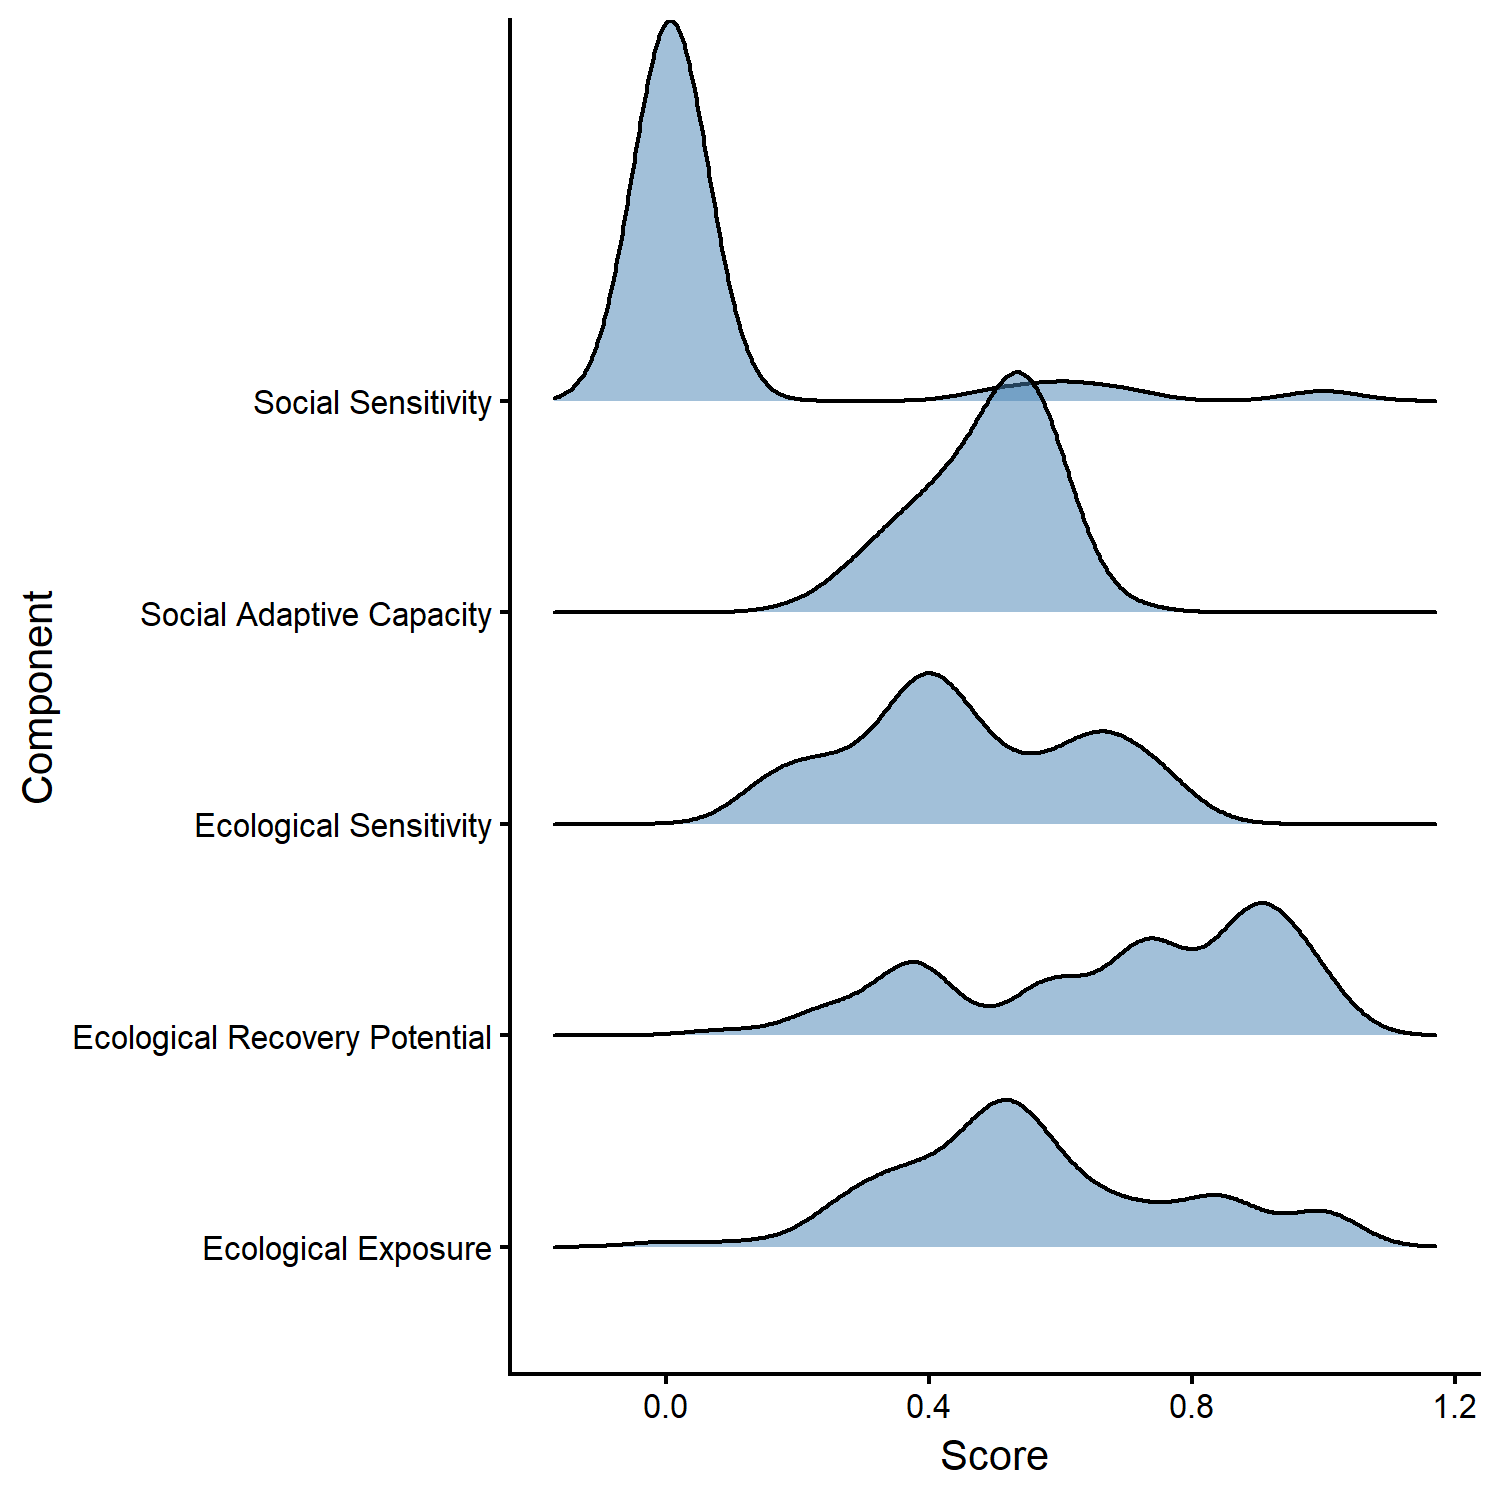 Social Sensitivity
Social Adaptive Capacity
Ecological Sensitivity
Ecological Recovery Potential
Ecological Exposure
Component
0.0 0.4 0.8 1.2
Score